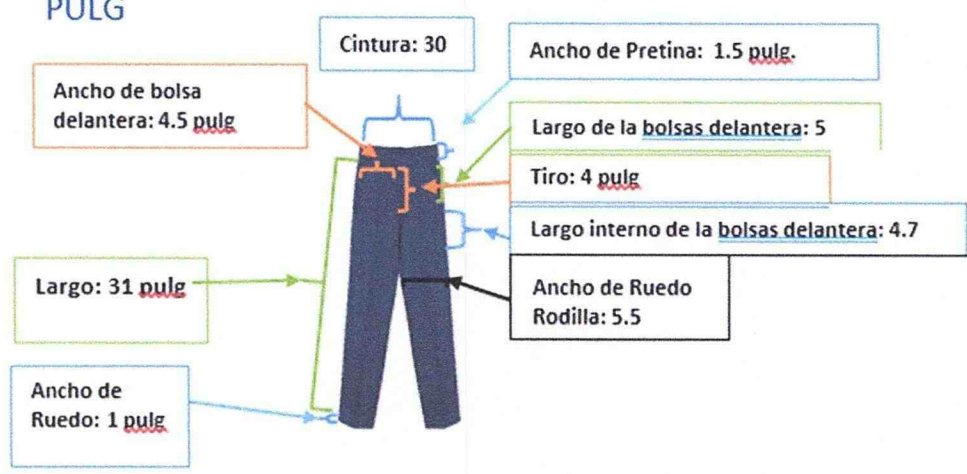 PULG
Cintura: 30
Ancho de Pretina: 1.5 pulg.
Ancho de bolsa
delantera: 4.5 pulg
Largo de la bolsas delantera: 5
Tiro: 4 pulg
Largo interno de la bolsas delantera: 4.7
Largo: 31 pulg
Ancho de Ruedo
Rodilla: 5.5
Ancho de
Ruedo: 1 pulg